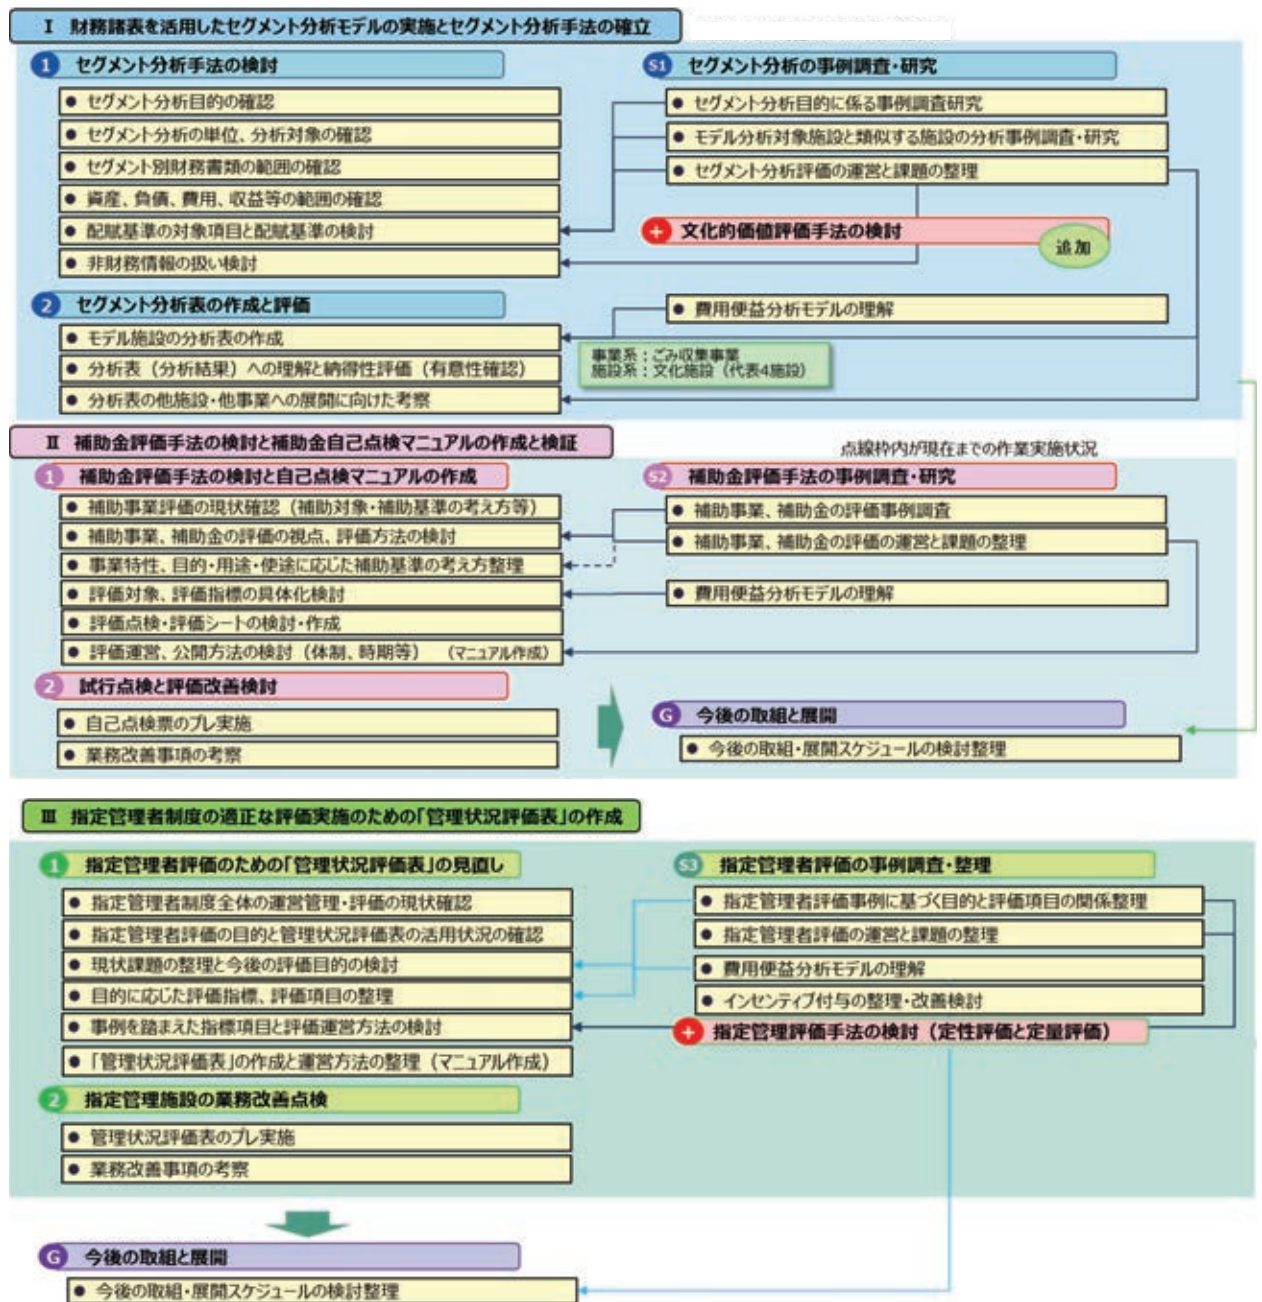 Ⅰ 財務諸表を活用したセグメント分析モデルの実施とセグメント分析手法の確立
1 セグメント分析手法の検討
● セグメント分析目的の確認
● セグメント分析の単位、分析対象の確認
● セグメント別財務書類の範囲の確認
● 資産、負債、費用、収益等の範囲の確認
● 配賦基準の対象項目と配賦基準の検討
● 非財務情報の扱い検討
S1 セグメント分析の事例調査・研究
● セグメント分析目的に係る事例調査研究
● モデル分析対象施設と類似する施設の分析事例調査・研究
● セグメント分析評価の運営と課題の整理
+ 文化的価値評価手法の検討
追加
2 セグメント分析表の作成と評価
● モデル施設の分析表の作成
● 分析表（分析結果）への理解と納得性評価（有意性確認）
● 分析表の他施設・他事業への展開に向けた考察
● 費用便益分析モデルの理解
事業系：ごみ収集事業
施設系：文化施設（代表4施設）
Ⅱ 補助金評価手法の検討と補助金自己点検マニュアルの作成と検証
点線枠内が現在までの作業実施状況
1 補助金評価手法の検討と自己点検マニュアルの作成
● 補助事業評価の現状確認（補助対象・補助基準の考え方等）
● 補助事業、補助金の評価の視点、評価方法の検討
● 事業特性、目的・用途・使途に応じた補助基準の考え方整理
● 評価対象、評価指標の具体化検討
● 評価点検・評価シートの検討・作成
● 評価運営、公開方法の検討（体制、時期等） （マニュアル作成）
S2 補助金評価手法の事例調査・研究
● 補助事業、補助金の評価事例調査
● 補助事業、補助金の評価の運営と課題の整理
● 費用便益分析モデルの理解
2 試行点検と評価改善検討
● 自己点検票のプレ実施
● 業務改善事項の考察
G 今後の取組と展開
● 今後の取組・展開スケジュールの検討整理
Ⅲ 指定管理者制度の適正な評価実施のための「管理状況評価表」の作成
1 指定管理者評価のための「管理状況評価表」の見直し
● 指定管理者制度全体の運営管理・評価の現状確認
● 指定管理者評価の目的と管理状況評価表の活用状況の確認
● 現状課題の整理と今後の評価目的の検討
● 目的に応じた評価指標、評価項目の整理
● 事例を踏まえた指標項目と評価運営方法の検討
● 「管理状況評価表」の作成と運営方法の整理（マニュアル作成）
S3 指定管理者評価の事例調査・整理
● 指定管理者評価事例に基づく目的と評価項目の関係整理
● 指定管理者評価の運営と課題の整理
● 費用便益分析モデルの理解
● インセンティブ付与の整理・改善検討
+ 指定管理評価手法の検討（定性評価と定量評価）
2 指定管理施設の業務改善点検
● 管理状況評価表のプレ実施
● 業務改善事項の考察
G 今後の取組と展開
● 今後の取組・展開スケジュールの検討整理